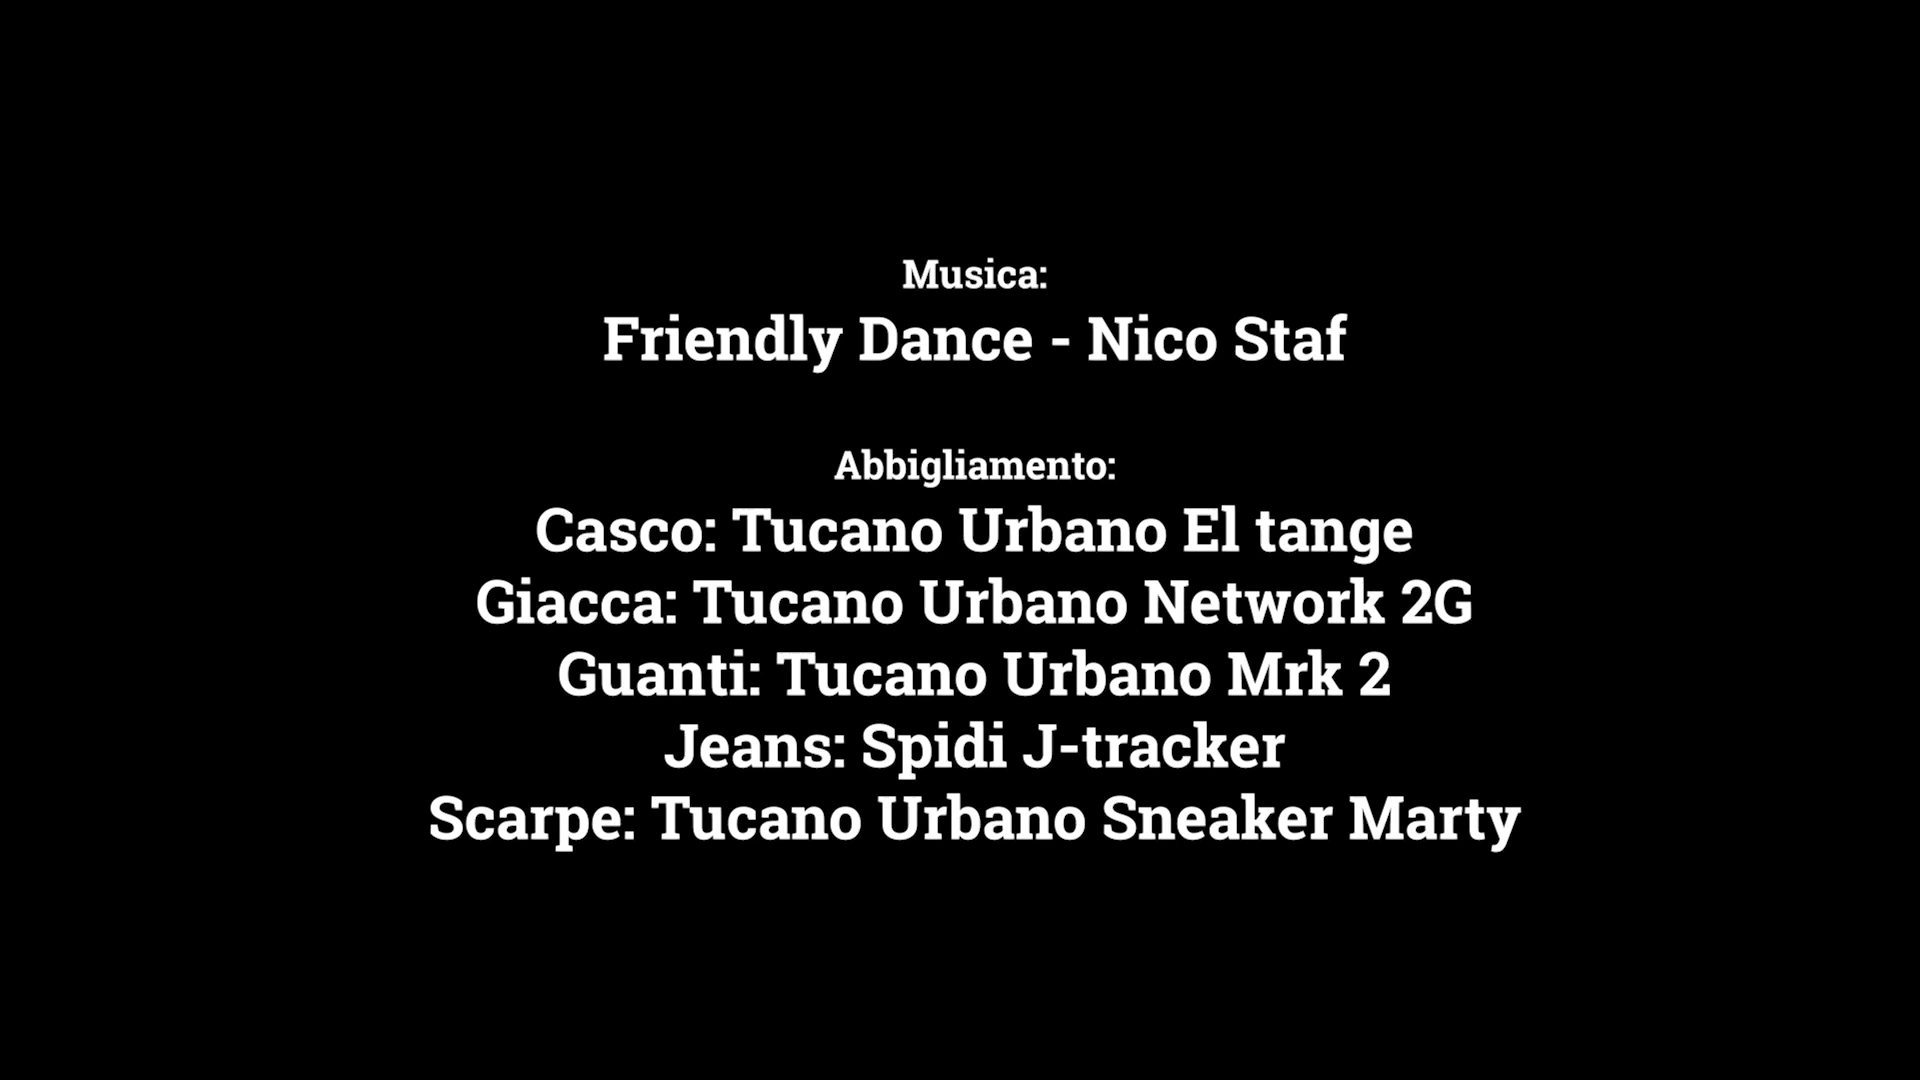 Musica:
Friendly Dance - Nico Staf
Abbigliamento:
Casco: Tucano Urbano El tange
Giacca: Tucano Urbano Network 2G
Guanti: Tucano Urbano Mrk 2
Jeans: Spidi J-tracker
Scarpe: Tucano Urbano Sneaker Marty